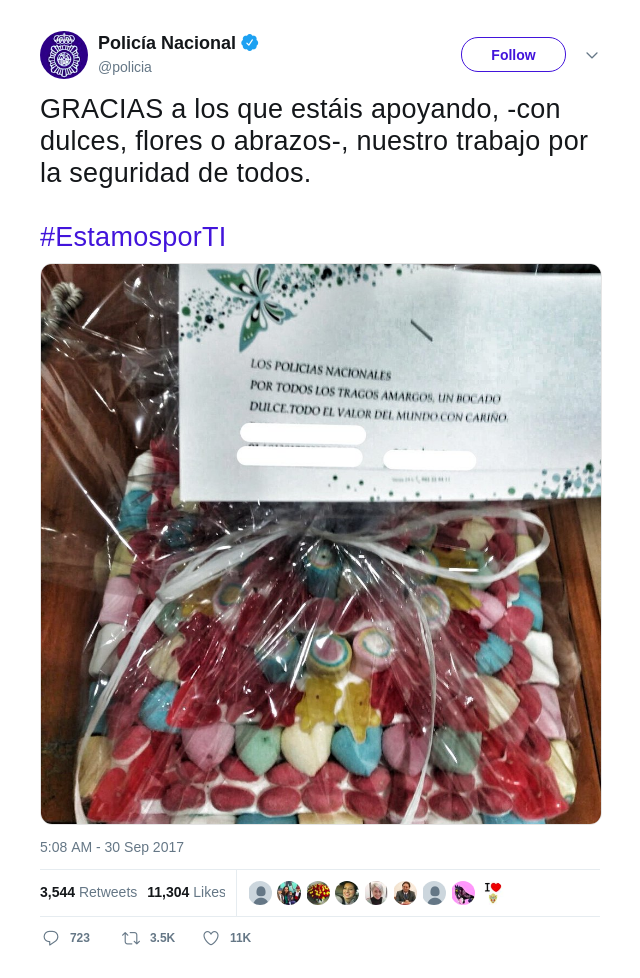 Policía Nacional
@policia
Follow
GRACIAS a los que estáis apoyando, -con
dulces, flores o abrazos-, nuestro trabajo por
la seguridad de todos.
#EstamosporTI
LOS POLICIAS NACIONALES
POR TODOS LOS TRAGOS AMARGOS, UN BOCADO
DULCE.TODO EL VALOR DEL MUNDO.CON CARIÑO.
5:08 AM - 30 Sep 2017
3,544 Retweets 11,304 Likes
I
723 3.5K 11K